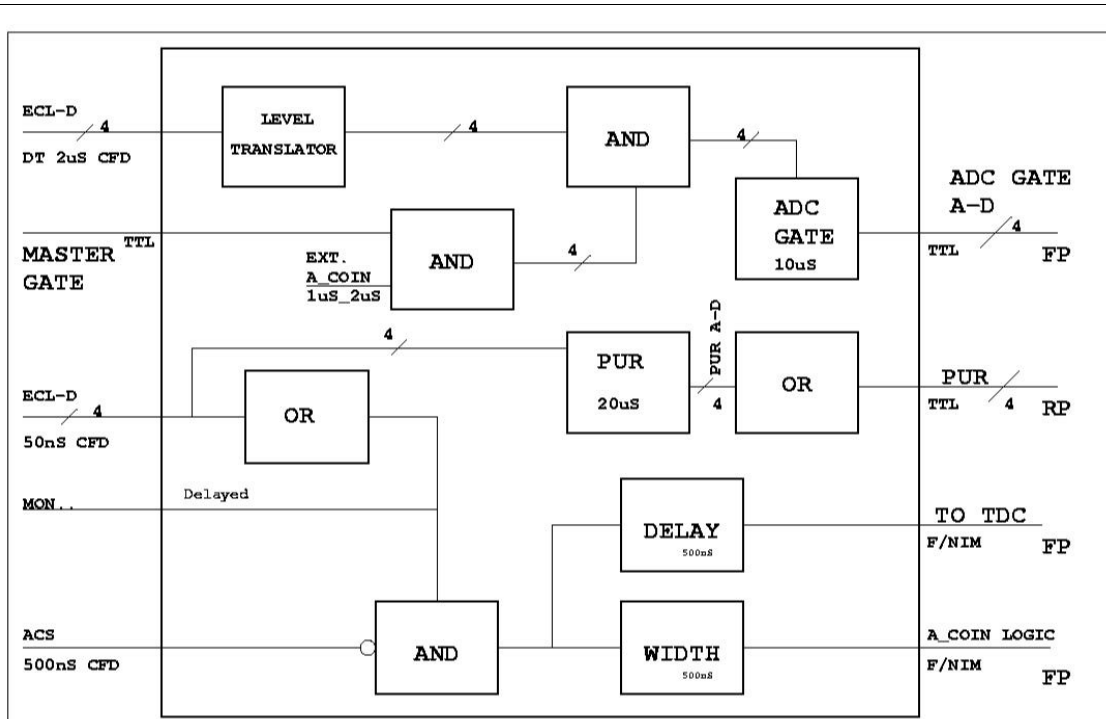 ECL-D
4
DT 2uS CFD
LEVEL
TRANSLATOR
4
AND
4
ADC
GATE
10uS
ADC GATE
A-D
4
TTL
FP
MASTER
GATE
TTL
EXT.
A_COIN
1uS_2uS
AND
4
4
PUR
20uS
PUR A-D
4
OR
PUR
TTL
4
RP
ECL-D
4
50nS CFD
OR
MON..
Delayed
DELAY
500nS
TO TDC
F/NIM
FP
ACS
500nS CFD
AND
WIDTH
500nS
A_COIN LOGIC
F/NIM
FP